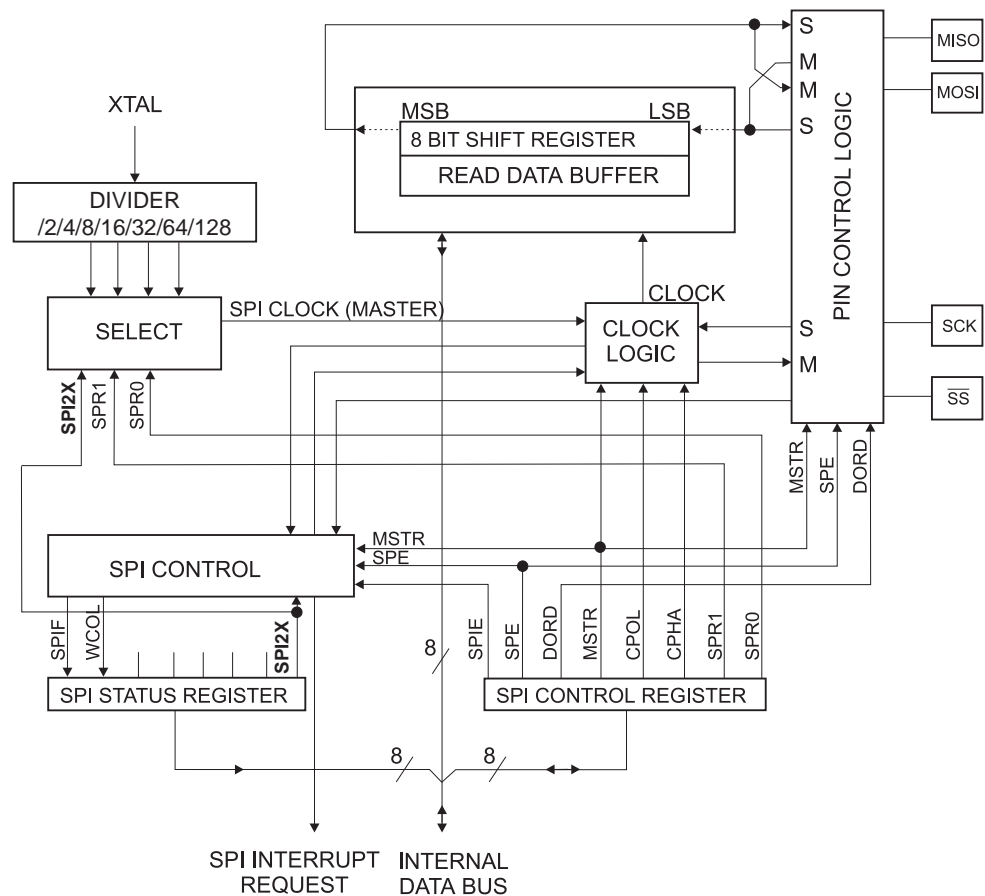 S
MISO
M
MOSI
M
XTAL
MSB
LSB
S
8 BIT SHIFT REGISTER
READ DATA BUFFER
DIVIDER
/2/4/8/16/32/64/128
PIN CONTROL LOGIC
SPI CLOCK (MASTER)
CLOCK
SELECT
CLOCK
LOGIC
S
SCK
M
SPI2X
SPR1
SPR0
SS
MSTR
SPE
DORD
MSTR
SPE
SPI CONTROL
SPIF
WCOL
SPI2X
8
SPIE
SPE
DORD
MSTR
CPOL
CPHA
SPR1
SPR0
SPI STATUS REGISTER
SPI CONTROL REGISTER
8
8
SPI INTERRUPT
REQUEST
INTERNAL
DATA BUS